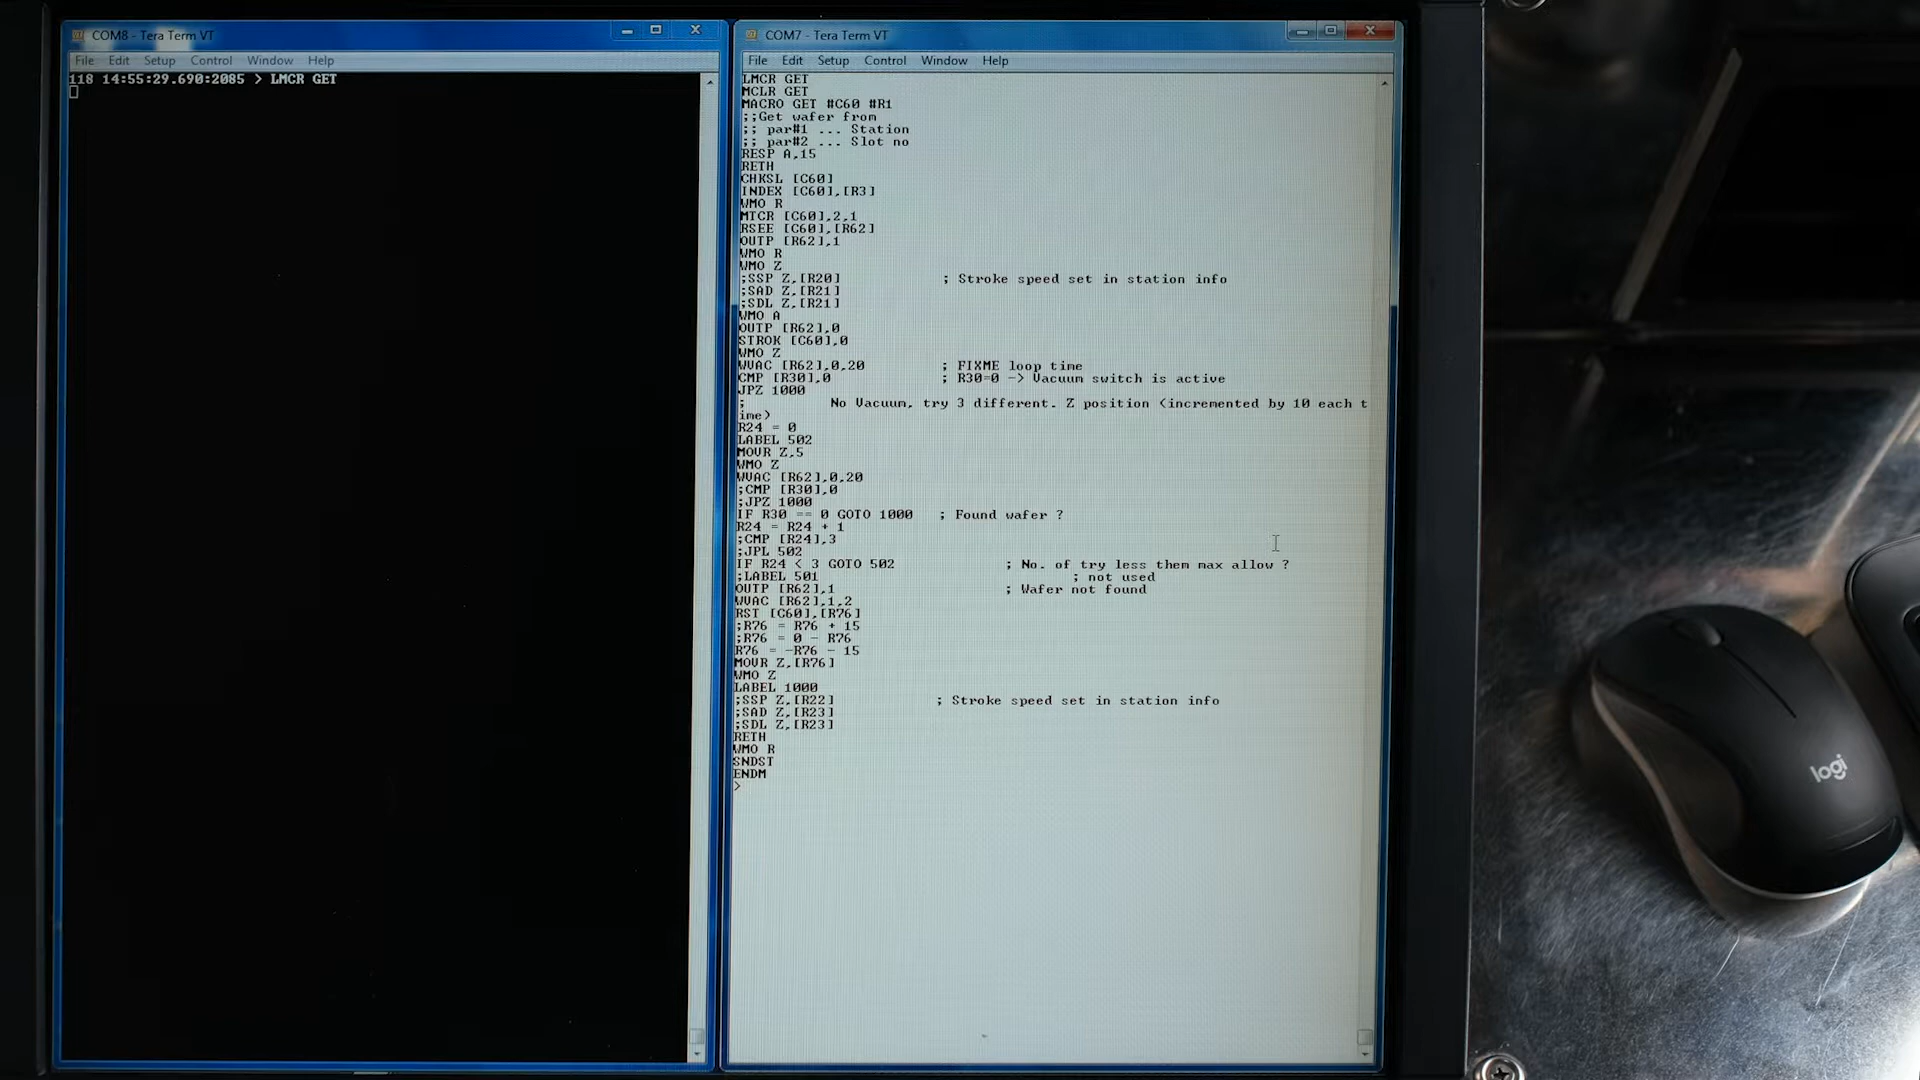 COM8 - Tera Term VT
File Edit Setup Control Window Help
118 14:55:29.690:2085 > LMCR GET
COM7 - Tera Term VT
File Edit Setup Control Window Help
LMCR GET
MCLR GET
MACRO GET #C60 #R1
;;Get wafer from
;; par#1 ... Station
;; par#2 ... Slot no
RESP A,15
RETH
CHKSL [C60]
INDEX [C60],[R3]
WMO R
MTCR [C60],2,1
RSEE [C60],[R62]
OUTP [R62],1
WMO R
WMO Z
;SSP Z,[R20] ; Stroke speed set in station info
;SAD Z,[R21]
;SDL Z,[R21]
WMO A
OUTP [R62],0
STROK [C60],0
WMO Z
WVAC [R62],0,20 ; FIXME loop time
CMP [R30],0 ; R30=0 -> Vacuum switch is active
JPZ 1000
; No Vacuum, try 3 different. Z position (incremented by 10 each t
ime)
R24 = 0
LABEL 502
MOVR Z,5
WMO Z
WVAC [R62],0,20
;CMP [R30],0
;JPZ 1000
IF R30 == 0 GOTO 1000 ; Found wafer ?
R24 = R24 + 1
;CMP [R24],3
;JPL 502
IF R24 < 3 GOTO 502 ; No. of try less them max allow ?
;LABEL 501 ; not used
OUTP [R62],1 ; Wafer not found
WVAC [R62],1,2
RST [C60],[R76]
;R76 = R76 + 15
;R76 = 0 - R76
R76 = -R76 - 15
MOVR Z,[R76]
WMO Z
LABEL 1000
;SSP Z,[R22] ; Stroke speed set in station info
;SAD Z,[R23]
;SDL Z,[R23]
RETH
WMO R
SNDST
ENDM
>
logi